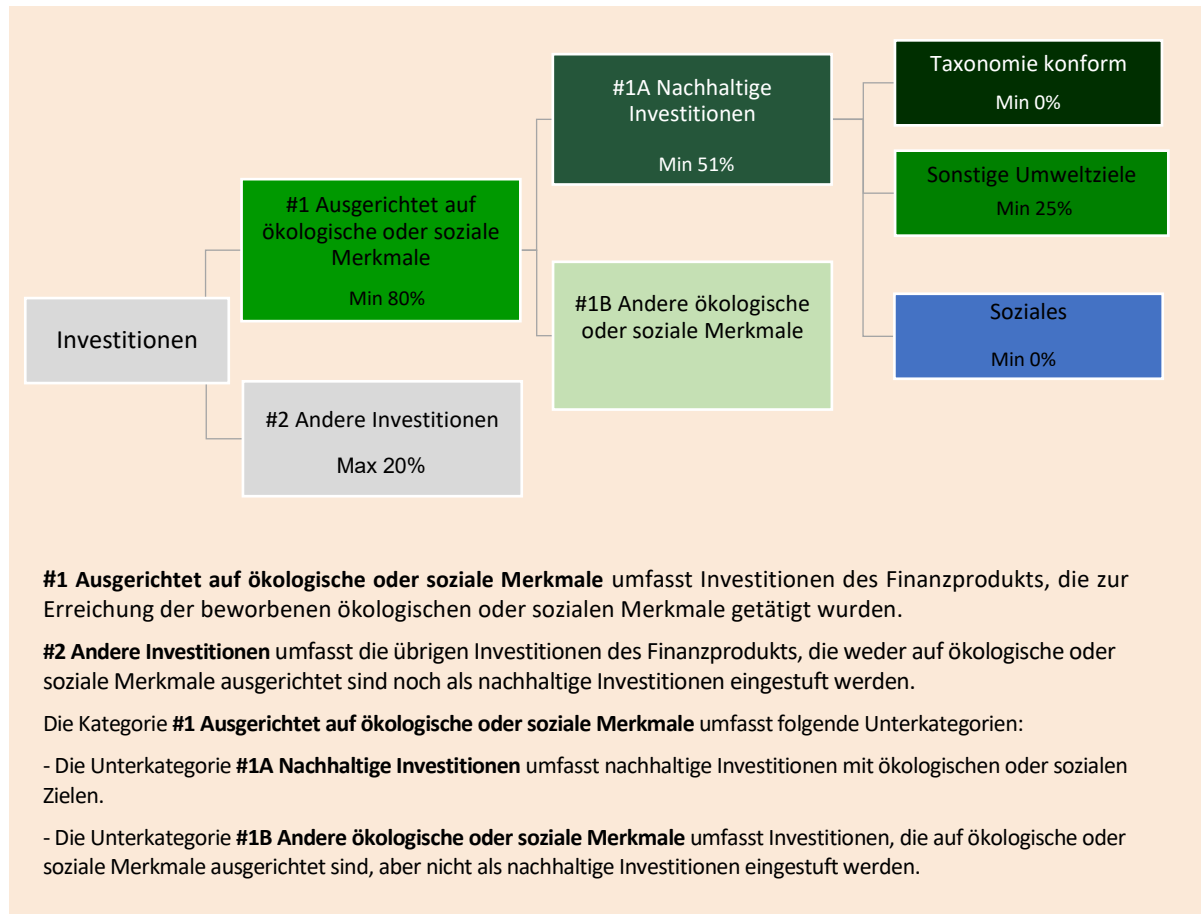 Taxonomie konform
Min 0%
#1A Nachhaltige
Investitionen
Min 51%
Sonstige Umweltziele
Min 25%
#1 Ausgerichtet auf
ökologische oder soziale
Merkmale
Min 80%
#1B Andere ökologische
oder soziale Merkmale
Soziales
Min 0%
Investitionen
#2 Andere Investitionen
Max 20%
#1 Ausgerichtet auf ökologische oder soziale Merkmale umfasst Investitionen des Finanzprodukts, die zur
Erreichung der beworbenen ökologischen oder sozialen Merkmale getätigt wurden.
#2 Andere Investitionen umfasst die übrigen Investitionen des Finanzprodukts, die weder auf ökologische oder
soziale Merkmale ausgerichtet sind noch als nachhaltige Investitionen eingestuft werden.
Die Kategorie #1 Ausgerichtet auf ökologische oder soziale Merkmale umfasst folgende Unterkategorien:
- Die Unterkategorie #1A Nachhaltige Investitionen umfasst nachhaltige Investitionen mit ökologischen oder sozialen
Zielen.
- Die Unterkategorie #1B Andere ökologische oder soziale Merkmale umfasst Investitionen, die auf ökologische oder
soziale Merkmale ausgerichtet sind, aber nicht als nachhaltige Investitionen eingestuft werden.